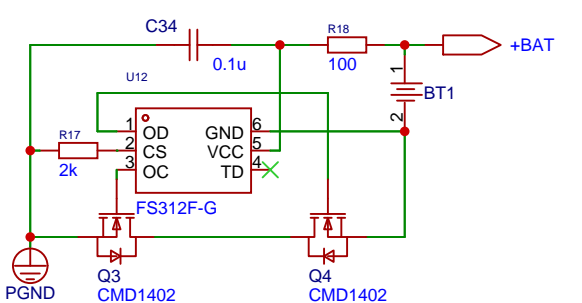 C34
0.1u
R18
100
+BAT
1
BT1
2
U12
1 OD
2 CS
3 OC
GND 6
VCC 5
TD 4
R17
2k
FS312F-G
PGND
Q3
CMD1402
Q4
CMD1402